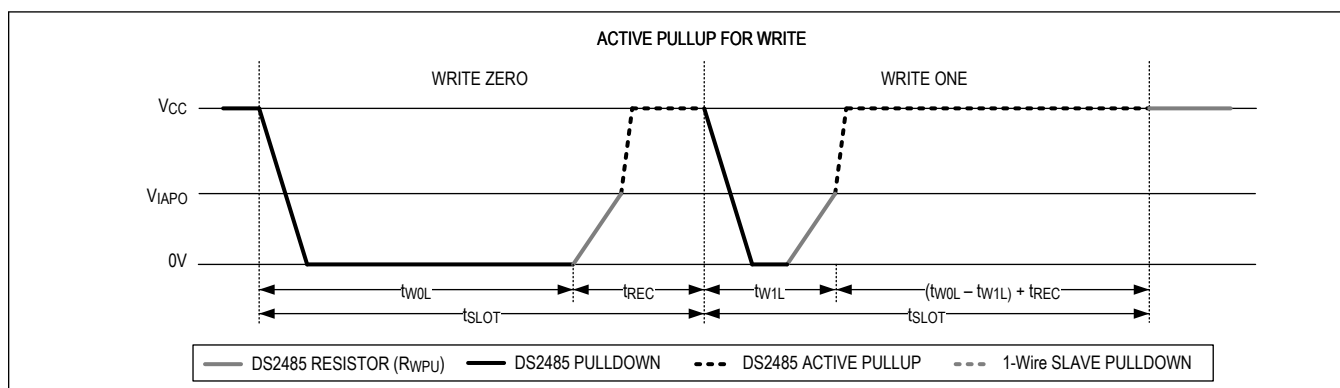 ACTIVE PULLUP FOR WRITE
WRITE ZERO WRITE ONE
VCC
VIAPO
0V
tW0L tREC tW1L (tW0L – tW1L) + tREC
tSLOT tSLOT
DS2485 RESISTOR (RWPU) DS2485 PULLDOWN DS2485 ACTIVE PULLUP 1-Wire SLAVE PULLDOWN